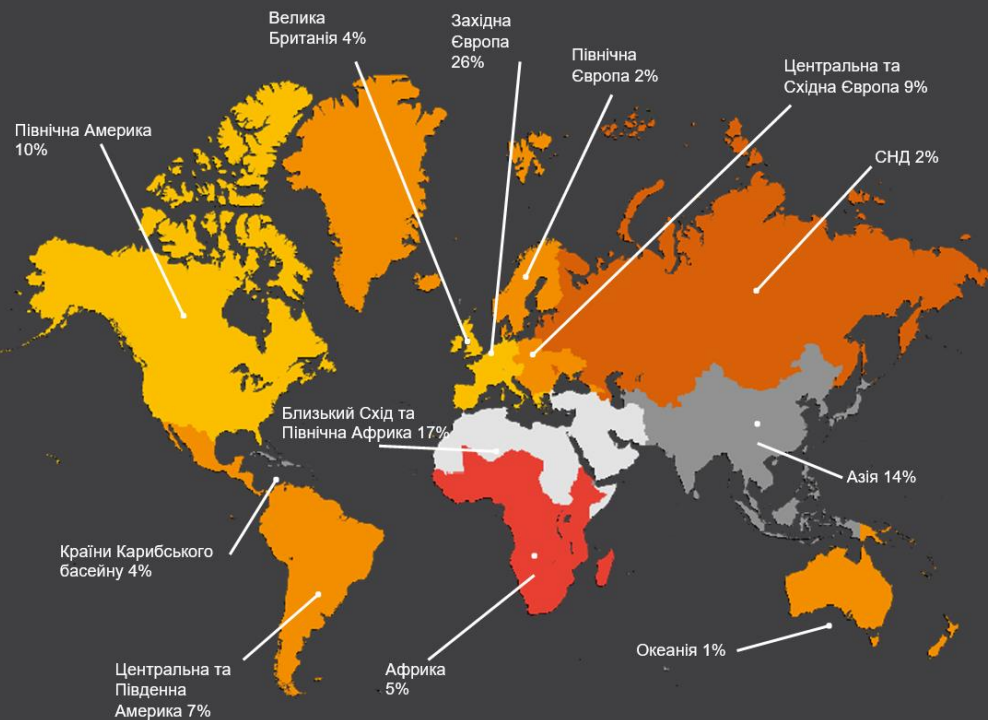 Велика
Британія 4%
Західна
Європа
26%
Північна
Європа 2%
Центральна та
Східна Європа 9%
Північна Америка
10%
СНД 2%
Близький Схід та
Північна Африка 17%
Азія 14%
Країни Карибського
басейну 4%
Океанія 1%
Центральна та
Південна
Америка 7%
Африка
5%